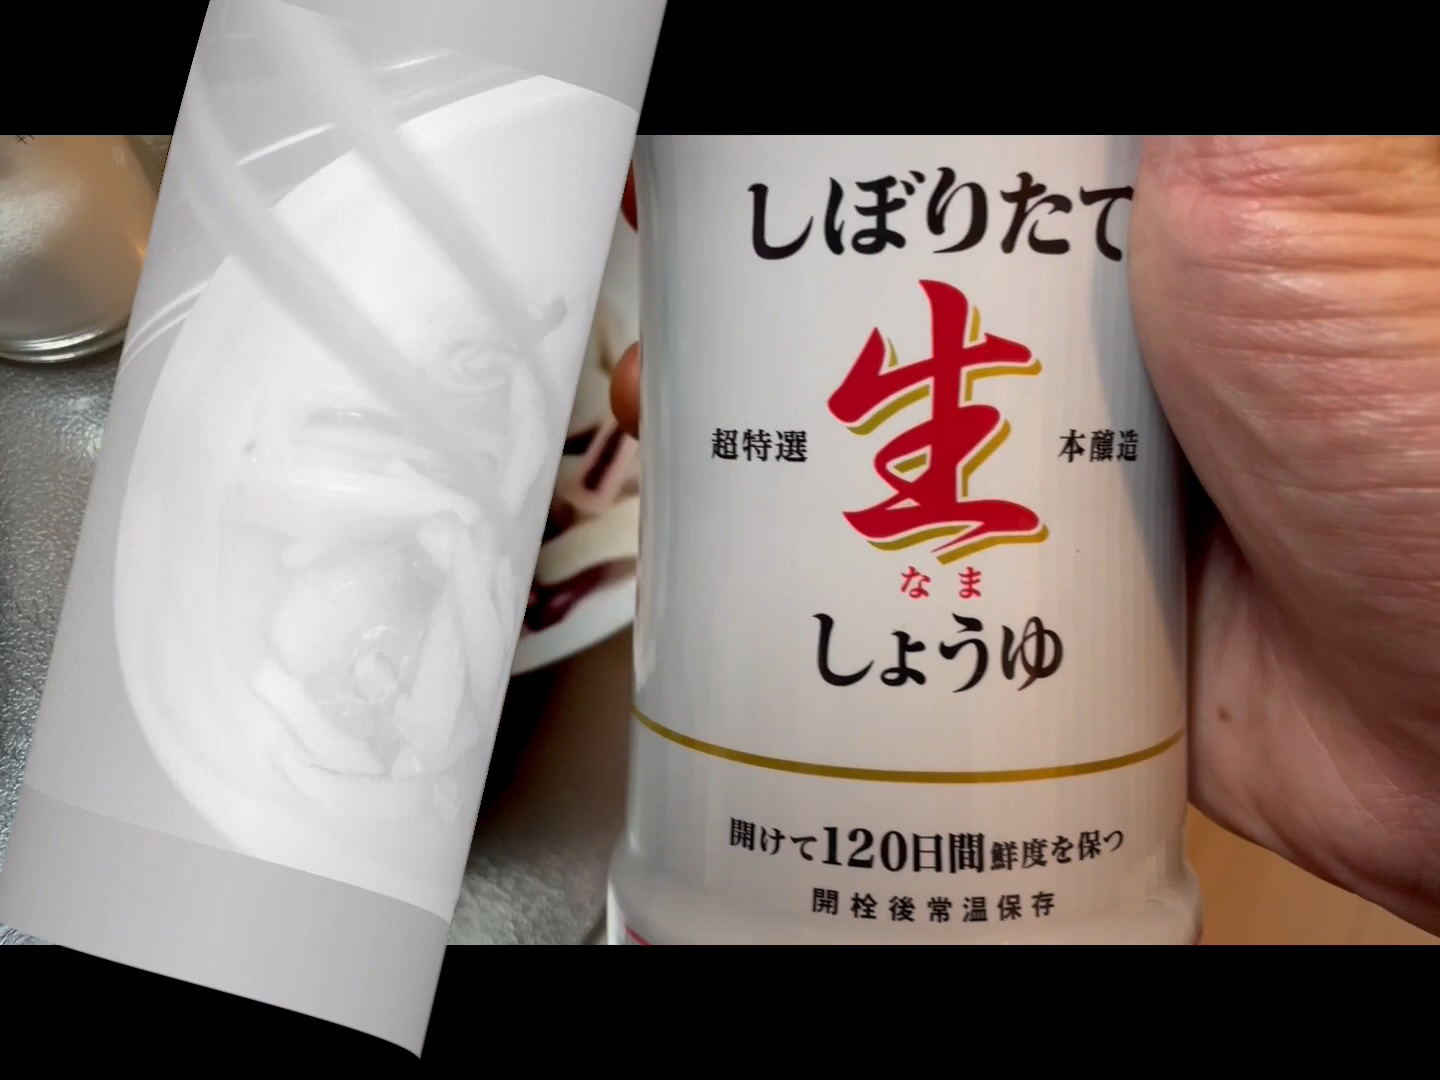 しぼりたて
生
超特選
本醸造
なま
しょうゆ
開けて120日間鮮度を保つ
開栓後常温保存